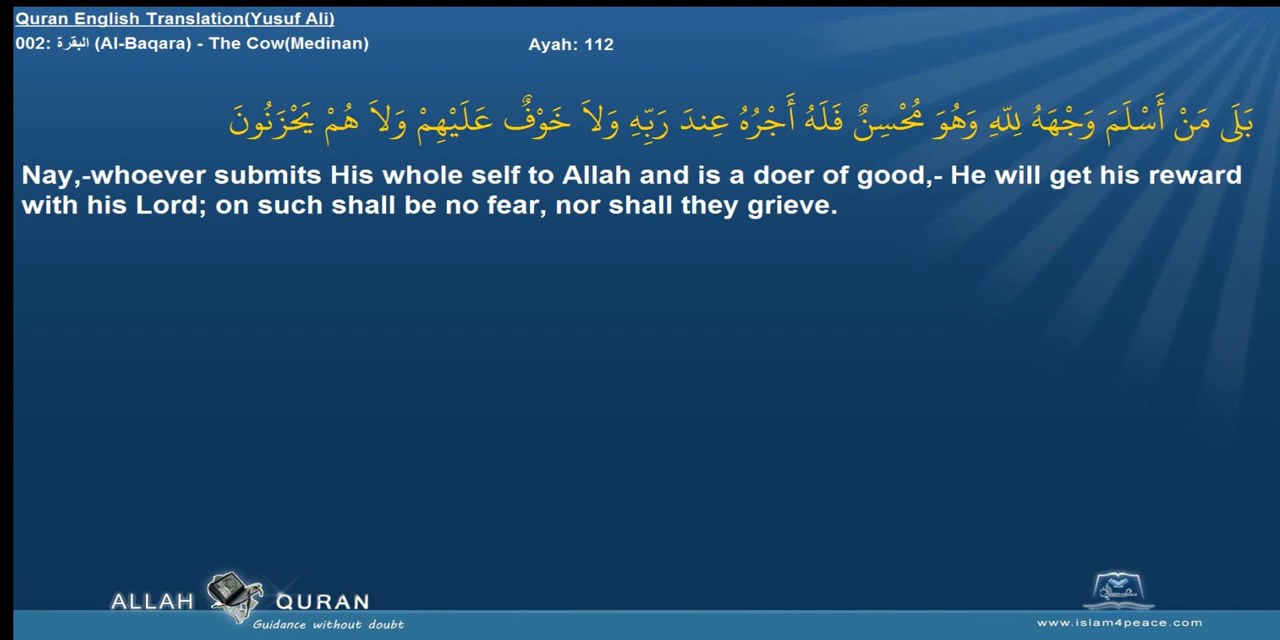 Quran English Translation(Yusuf Ali)
002: البقرة (Al-Baqara) - The Cow(Medinan) Ayah: 112
بَلَى مَنْ أَسْلَمَ وَجْهَهُ لِلّهِ وَهُوَ مُحْسِنٌ فَلَهُ أَجْرُهُ عِندَ رَبِّهِ وَلاَ خَوْفٌ عَلَيْهِمْ وَلاَ هُمْ يَحْزَنُونَ
Nay,-whoever submits His whole self to Allah and is a doer of good,- He will get his reward
with his Lord; on such shall be no fear, nor shall they grieve.
ALLAH QURAN
Guidance without doubt
www.islam4peace.com